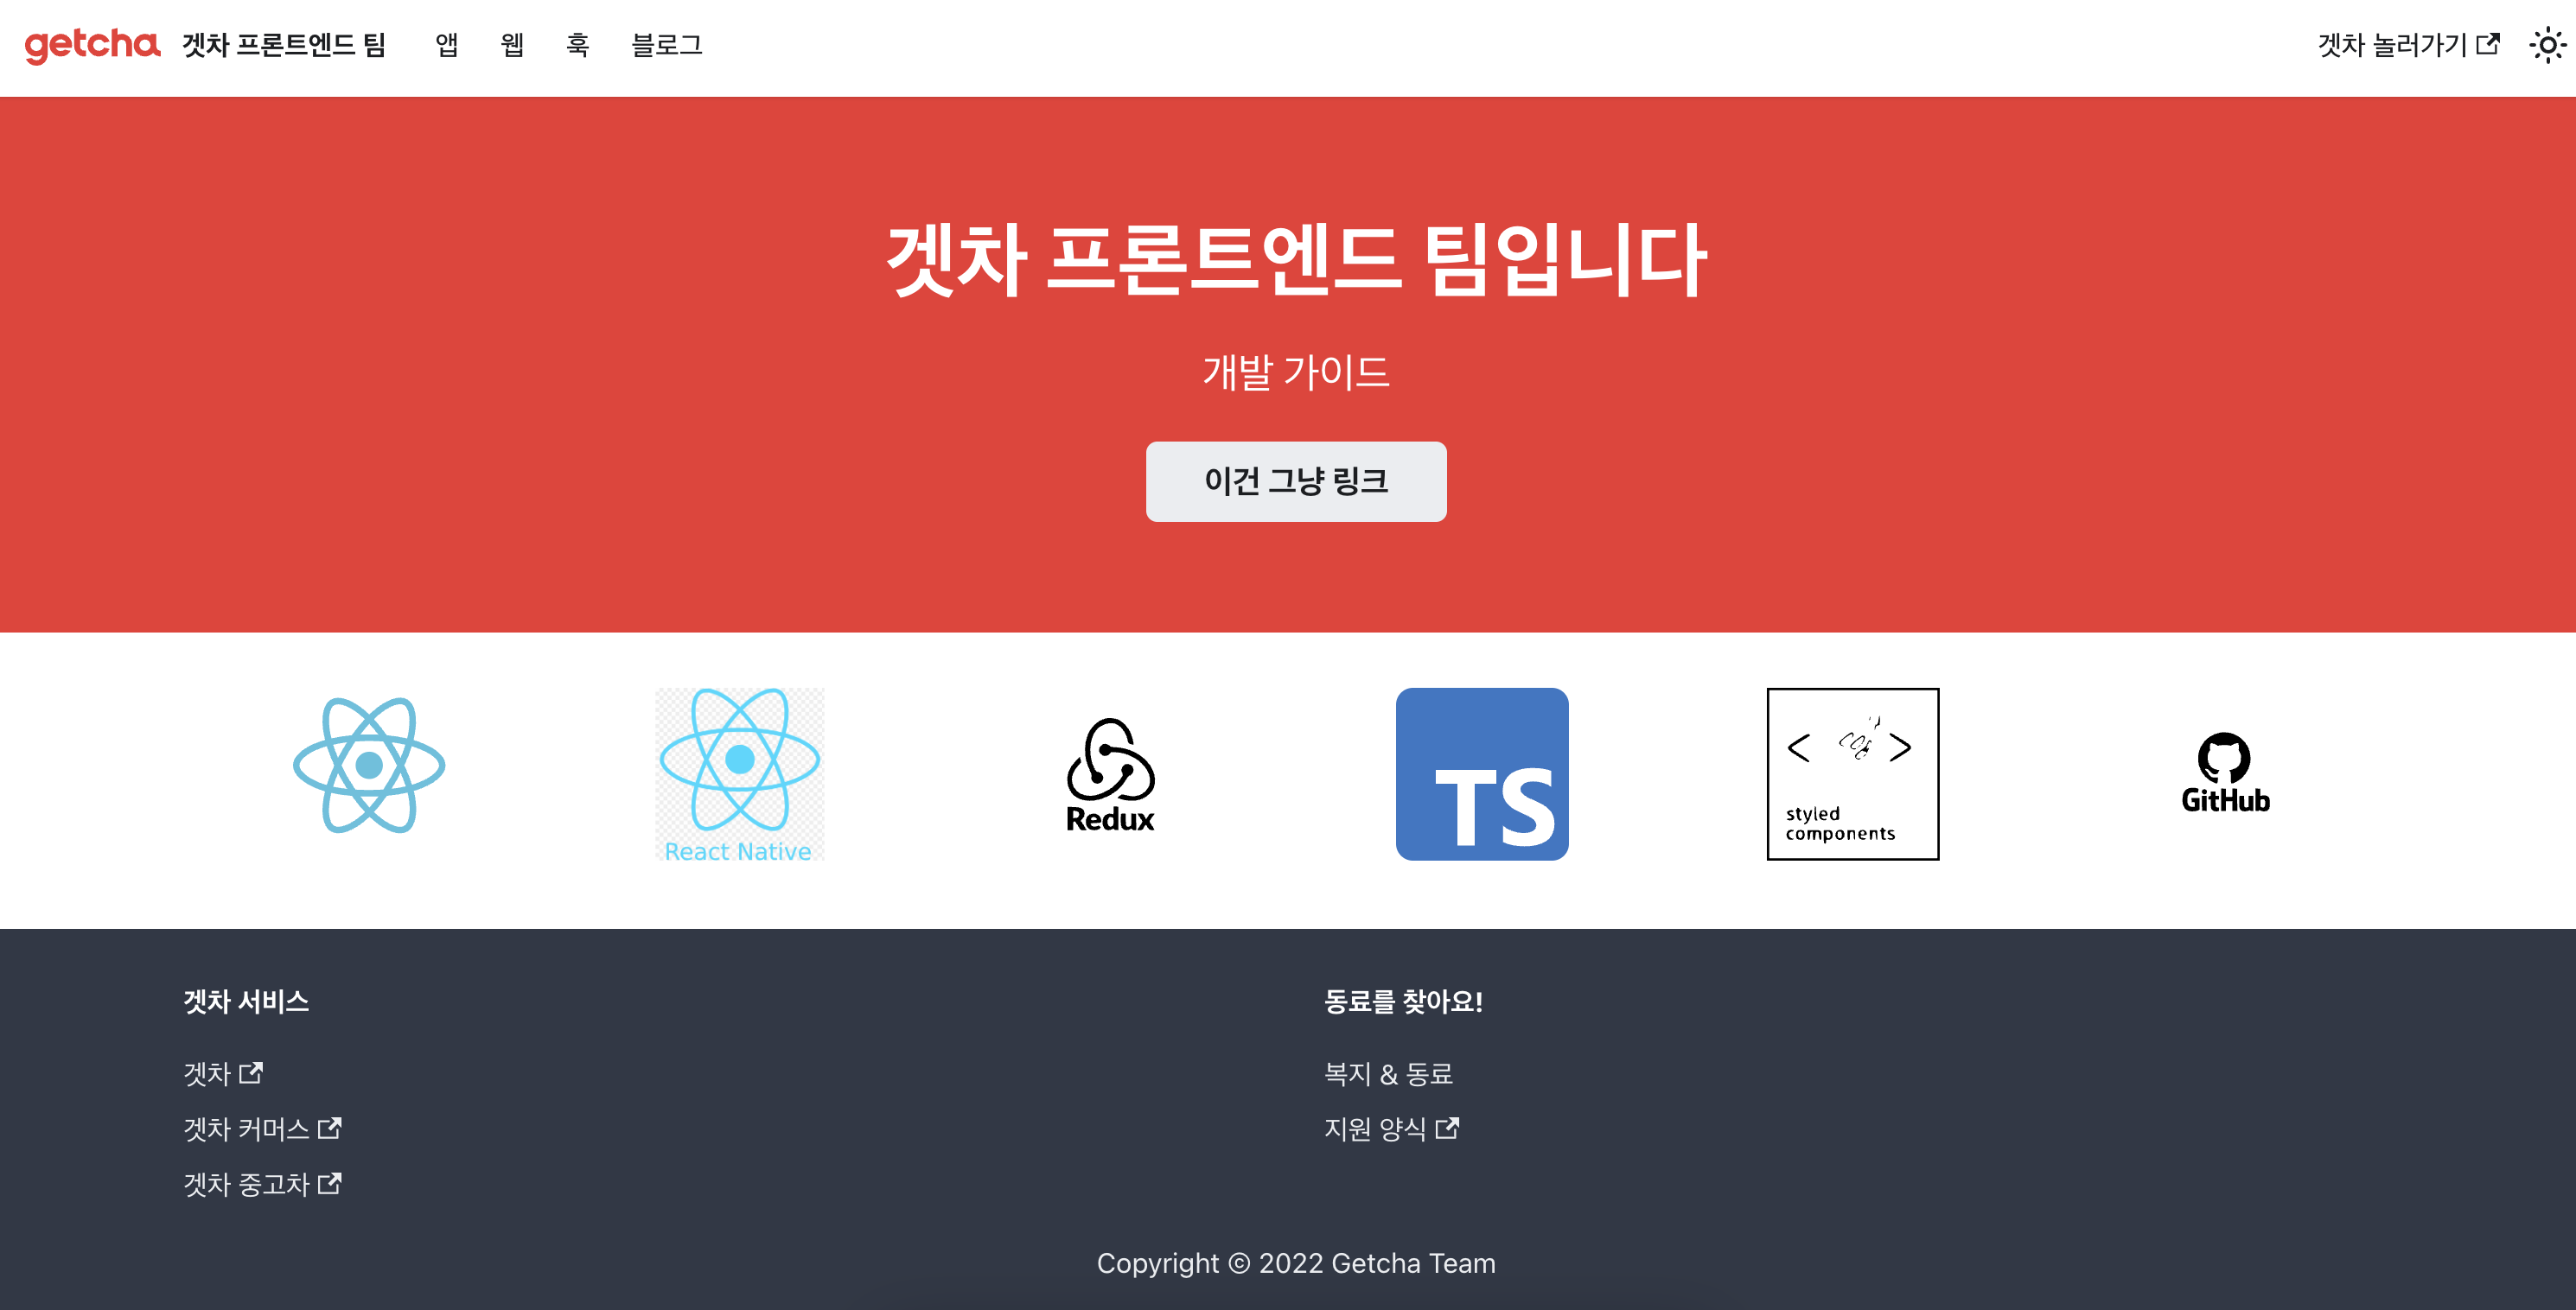 getcha 겟차 프론트엔드 팀 앱 웹 훅 블로그 겟차 놀러가기
겟차 프론트엔드 팀입니다
개발 가이드
이건 그냥 링크
React Native
Redux
TS
< >
styled
components
GitHub
겟차 서비스
겟차
겟차 커머스
겟차 중고차
동료를 찾아요!
복지 & 동료
지원 양식
Copyright © 2022 Getcha Team